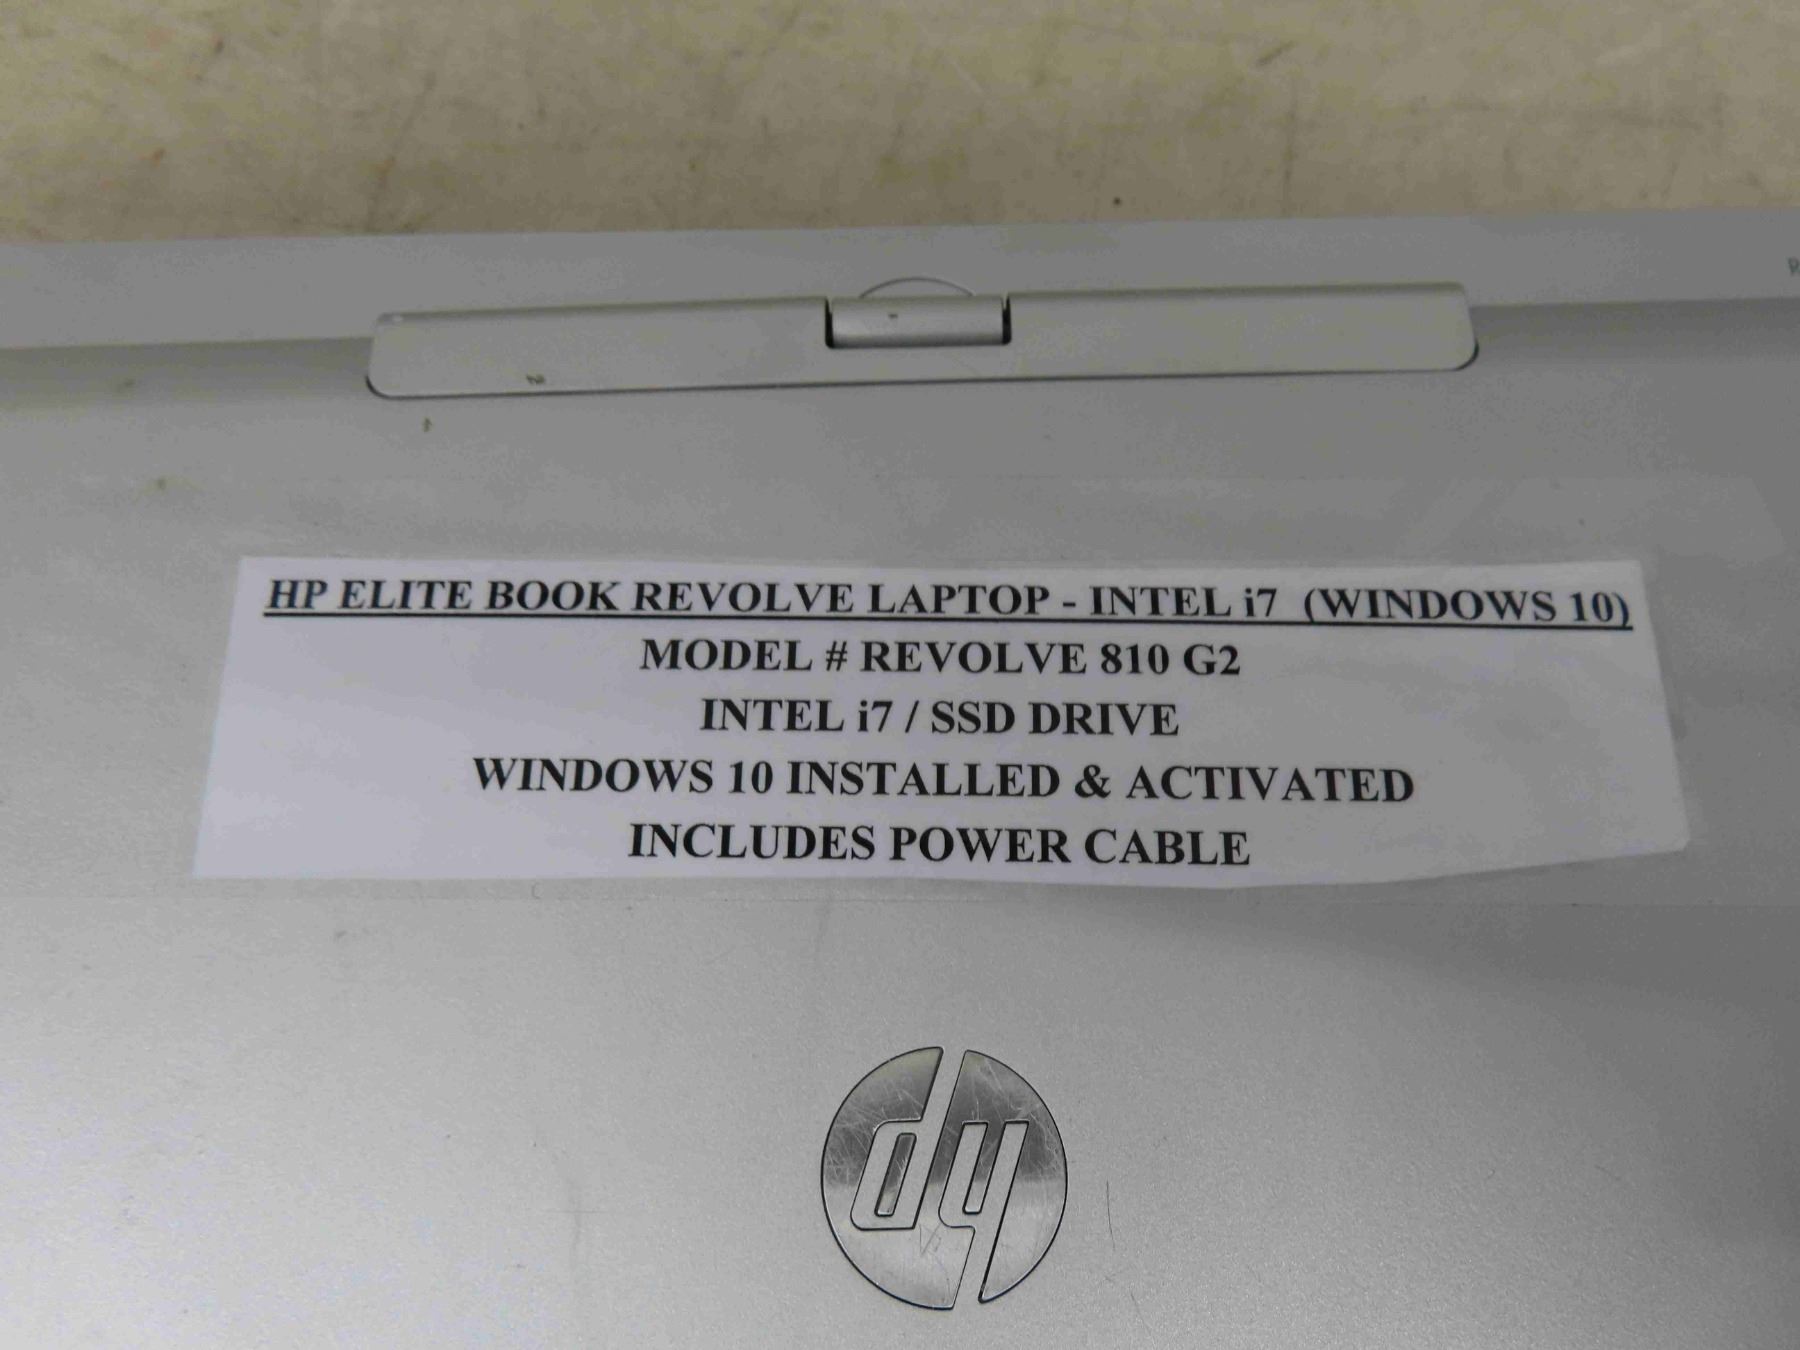 HP ELITE BOOK REVOLVE LAPTOP - INTEL i7 (WINDOWS 10)
MODEL # REVOLVE 810 G2
INTEL i7 / SSD DRIVE
WINDOWS 10 INSTALLED & ACTIVATED
INCLUDES POWER CABLE
hp